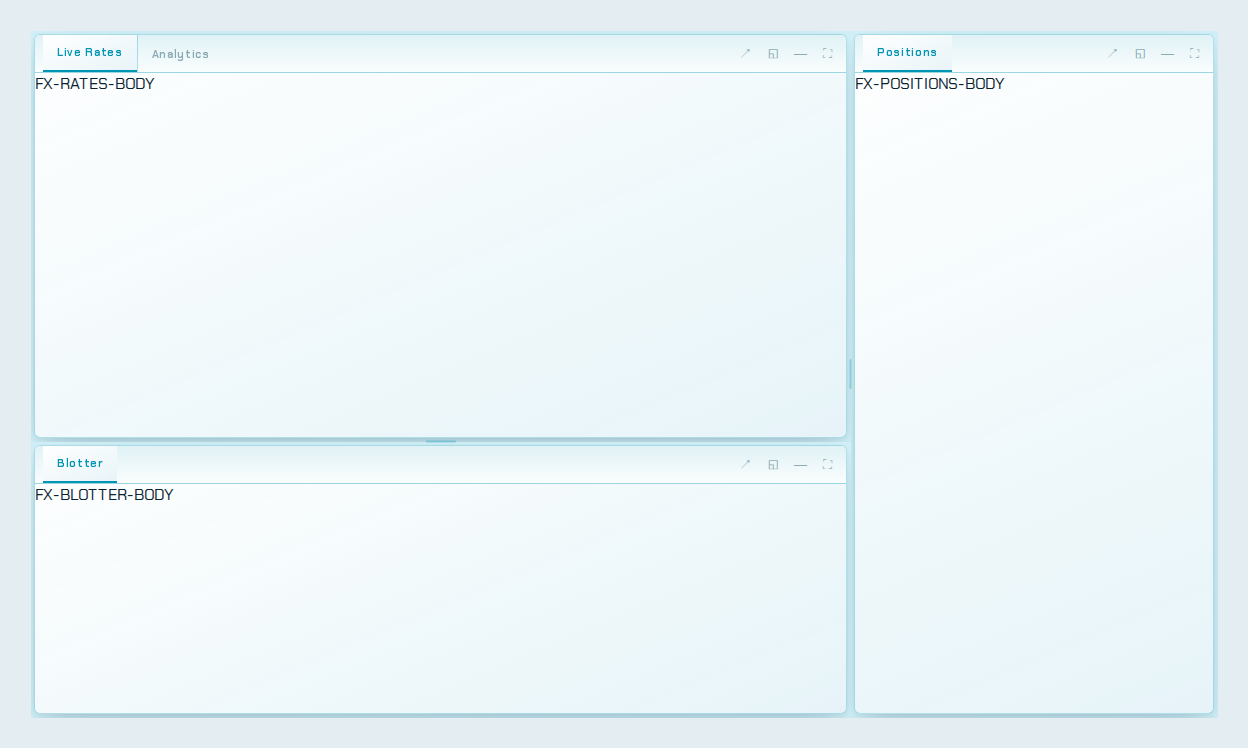 Live Rates
Analytics
FX-RATES-BODY
Blotter
FX-BLOTTER-BODY
Positions
FX-POSITIONS-BODY